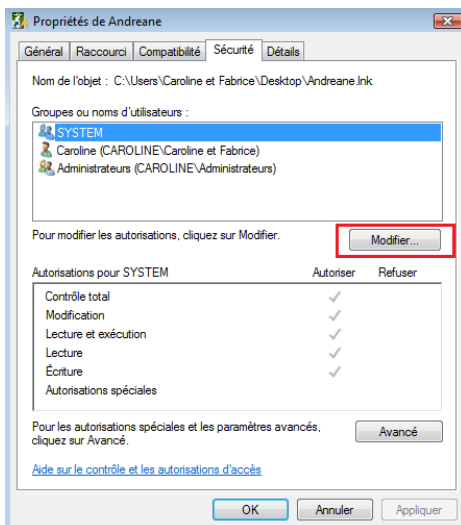 Propriétés de Andreane
Général Raccourci Compatibilité Sécurité Détails
Nom de l'objet : C:\Users\Caroline et Fabrice\Desktop\Andreane.lnk
Groupes ou noms d'utilisateurs :
SYSTEM
Caroline (CAROLINE\Caroline et Fabrice)
Administrateurs (CAROLINE\Administrateurs)
Pour modifier les autorisations, cliquez sur Modifier.
Modifier...
Autorisations pour SYSTEM Autoriser Refuser
Contrôle total
Modification
Lecture et exécution
Lecture
Écriture
Autorisations spéciales
Pour les autorisations spéciales et les paramètres avancés,
cliquez sur Avancé.
Avancé
Aide sur le contrôle et les autorisations d'accès
OK Annuler Appliquer